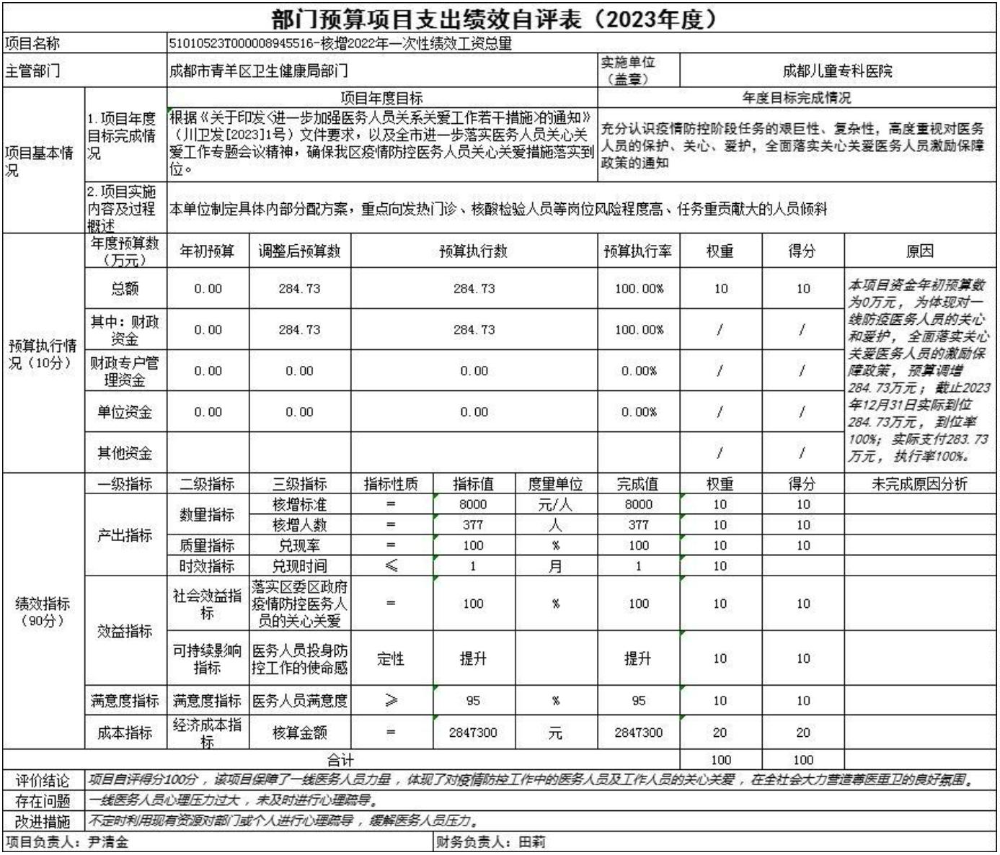 部门预算项目支出绩效自评表（2023年度）
项目名称 51010523T000008945516-核增2022年一次性绩效工资总量
主管部门 成都市青羊区卫生健康局部门 实施单位（盖章） 成都儿童专科医院
项目基本情况
1.项目年度目标完成情况
项目年度目标 年度目标完成情况
根据《关于印发<进一步加强医务人员关系关爱工作若干措施>的通知》
（川卫发[2023]1号）文件要求，以及全市进一步落实医务人员关心关
爱工作专题会议精神，确保我区疫情防控医务人员关心关爱措施落实到
位。
充分认识疫情防控阶段任务的艰巨性、复杂性，高度重视对医务
人员的保护、关心、爱护，全面落实关心关爱医务人员激励保障
政策的通知
2.项目实施内容及过程概述
本单位制定具体内部分配方案，重点向发热门诊、核酸检验人员等岗位风险程度高、任务重贡献大的人员倾斜
预算执行情况（10分）
年度预算数（万元） 年初预算 调整后预算数 预算执行数 预算执行率 权重 得分 原因
总额 0.00 284.73 284.73 100.00% 10 10
其中：财政资金 0.00 284.73 284.73 100.00% / /
财政专户管理资金 0.00 0.00 0.00 0.00% / /
单位资金 0.00 0.00 0.00 0.00% / /
其他资金 / /
本项目资金年初预算数
为0万元，为体现对一
线防疫医务人员的关心
和爱护，全面落实关心
关爱医务人员的激励保
障政策，预算调增
284.73万元；截止2023
年12月31日实际到位
284.73万元，到位率
100%；实际支付283.73
万元，执行率100%。
绩效指标（90分）
一级指标 二级指标 三级指标 指标性质 指标值 度量单位 完成值 权重 得分 未完成原因分析
产出指标 数量指标 核增标准 = 8000 元/人 8000 10 10
核增人数 = 377 人 377 10 10
质量指标 兑现率 = 100 % 100 10 10
时效指标 兑现时间 ≤ 1 月 1 10
效益指标 社会效益指标 落实区委区政府疫情防控医务人员的关心关爱 = 100 % 100 10 10
可持续影响指标 医务人员投身防控工作的使命感 定性 提升 提升 10 10
满意度指标 满意度指标 医务人员满意度 ≥ 95 % 95 10 10
成本指标 经济成本指标 核算金额 = 2847300 元 2847300 20 20
合计 100 100
评价结论 项目自评得分100分，该项目保障了一线医务人员力量，体现了对疫情防控工作中的医务人员及工作人员的关心关爱，在全社会大力营造尊医重卫的良好氛围。
存在问题 一线医务人员心理压力过大，未及时进行心理疏导。
改进措施 不定时利用现有资源对部门或个人进行心理疏导，缓解医务人员压力。
项目负责人：尹清金 财务负责人：田莉